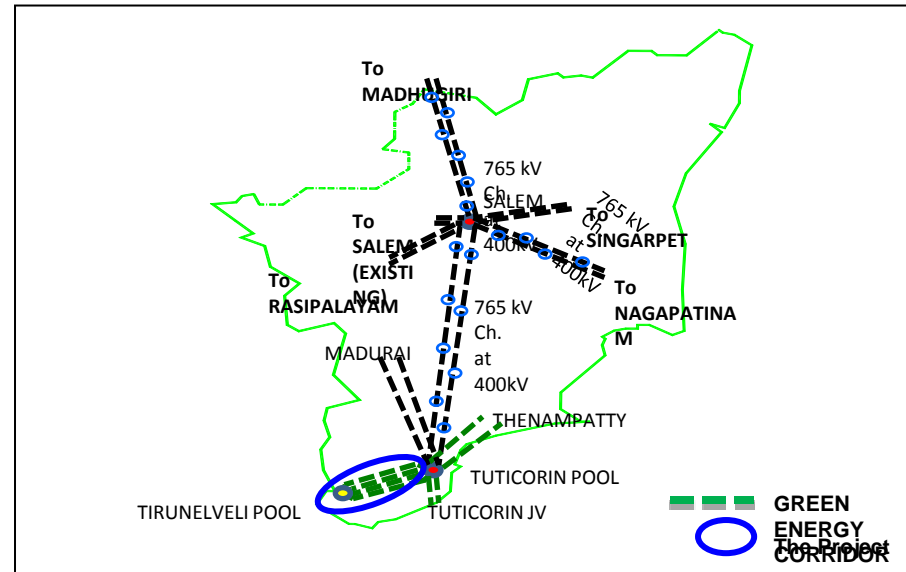 To
MADHUGIRI
765 kV
Ch.
SALEM
at
400kV
765 kV
Ch.
at
400kV
To
SINGARPET
To
SALEM
(EXISTI
NG)
To
RASIPALAYAM
To
NAGAPATINA
M
765 kV
Ch.
at
400kV
MADURAI
THENAMPATTY
TUTICORIN POOL
TIRUNELVELI POOL
TUTICORIN JV
GREEN
ENERGY
CORRIDOR
The Project